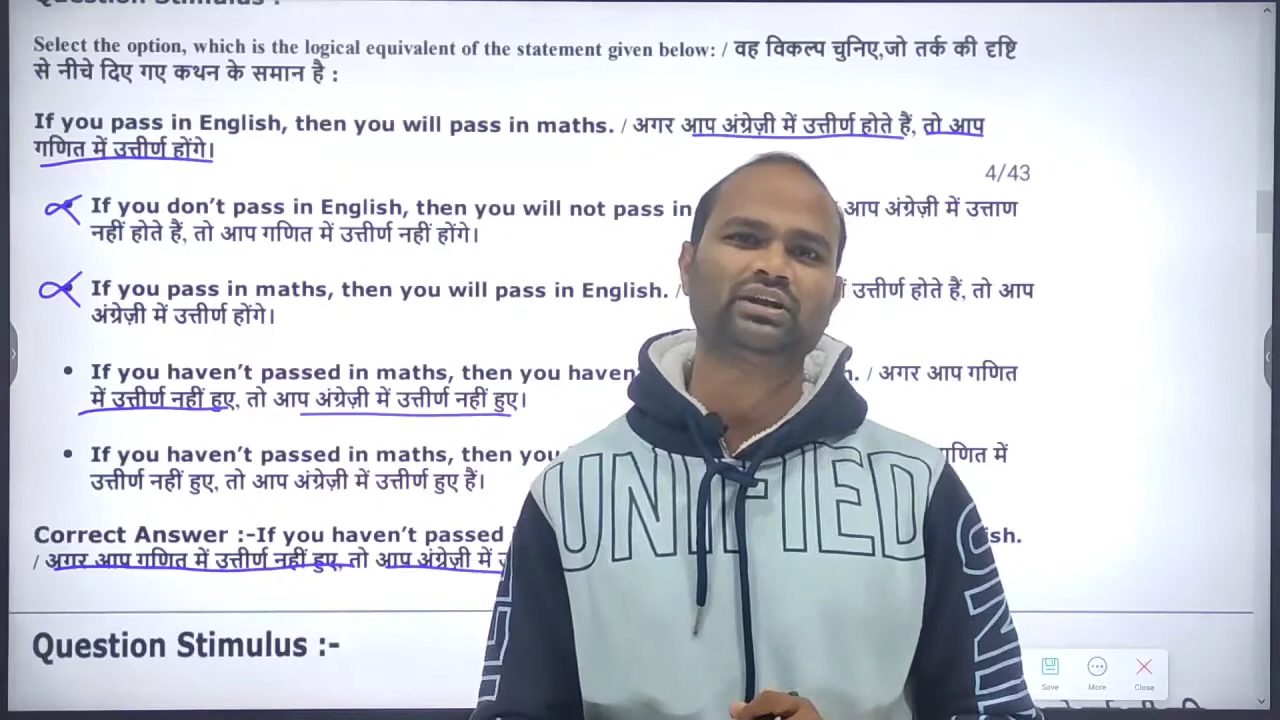 Question Stimulus :
Select the option, which is the logical equivalent of the statement given below: / वह विकल्प चुनिए,जो तर्क की दृष्टि
से नीचे दिए गए कथन के समान है :
If you pass in English, then you will pass in maths. / अगर आप अंग्रेज़ी में उत्तीर्ण होते हैं, तो आप
गणित में उत्तीर्ण होंगे।
4/43
If you don’t pass in English, then you will not pass in आप अंग्रेज़ी में उत्ताण
नहीं होते हैं, तो आप गणित में उत्तीर्ण नहीं होंगे।
If you pass in maths, then you will pass in English. / उत्तीर्ण होते हैं, तो आप
अंग्रेज़ी में उत्तीर्ण होंगे।
If you haven’t passed in maths, then you / अगर आप गणित
में उत्तीर्ण नहीं हुए, तो आप अंग्रेज़ी में उत्तीर्ण नहीं हुए।
If you haven’t passed in maths, then you में
उत्तीर्ण नहीं हुए, तो आप अंग्रेज़ी में उत्तीर्ण हुए हैं।
Correct Answer :-If you haven’t passed
/ अगर आप गणित में उत्तीर्ण नहीं हुए, तो आप अंग्रेज़ी में
Question Stimulus :-
UNIFIED
Save More Close